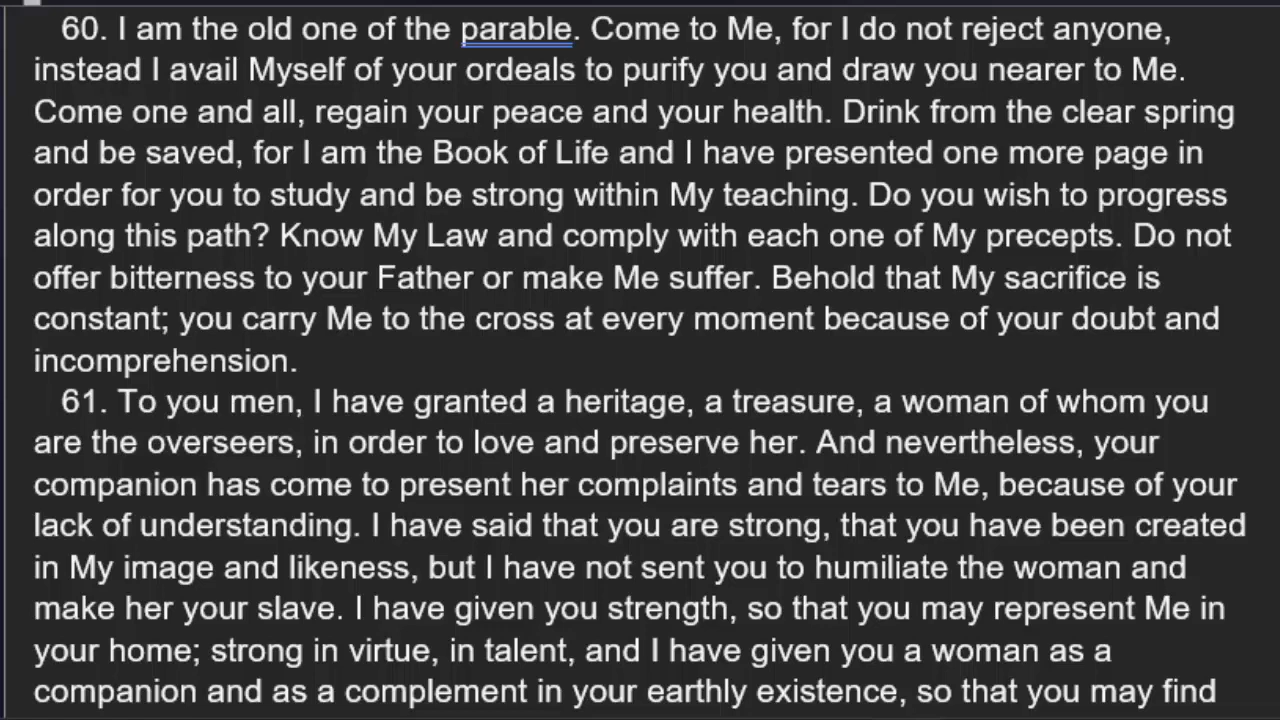 60. I am the old one of the parable. Come to Me, for I do not reject anyone,
instead I avail Myself of your ordeals to purify you and draw you nearer to Me.
Come one and all, regain your peace and your health. Drink from the clear spring
and be saved, for I am the Book of Life and I have presented one more page in
order for you to study and be strong within My teaching. Do you wish to progress
along this path? Know My Law and comply with each one of My precepts. Do not
offer bitterness to your Father or make Me suffer. Behold that My sacrifice is
constant; you carry Me to the cross at every moment because of your doubt and
incomprehension.
61. To you men, I have granted a heritage, a treasure, a woman of whom you
are the overseers, in order to love and preserve her. And nevertheless, your
companion has come to present her complaints and tears to Me, because of your
lack of understanding. I have said that you are strong, that you have been created
in My image and likeness, but I have not sent you to humiliate the woman and
make her your slave. I have given you strength, so that you may represent Me in
your home; strong in virtue, in talent, and I have given you a woman as a
companion and as a complement in your earthly existence, so that you may find